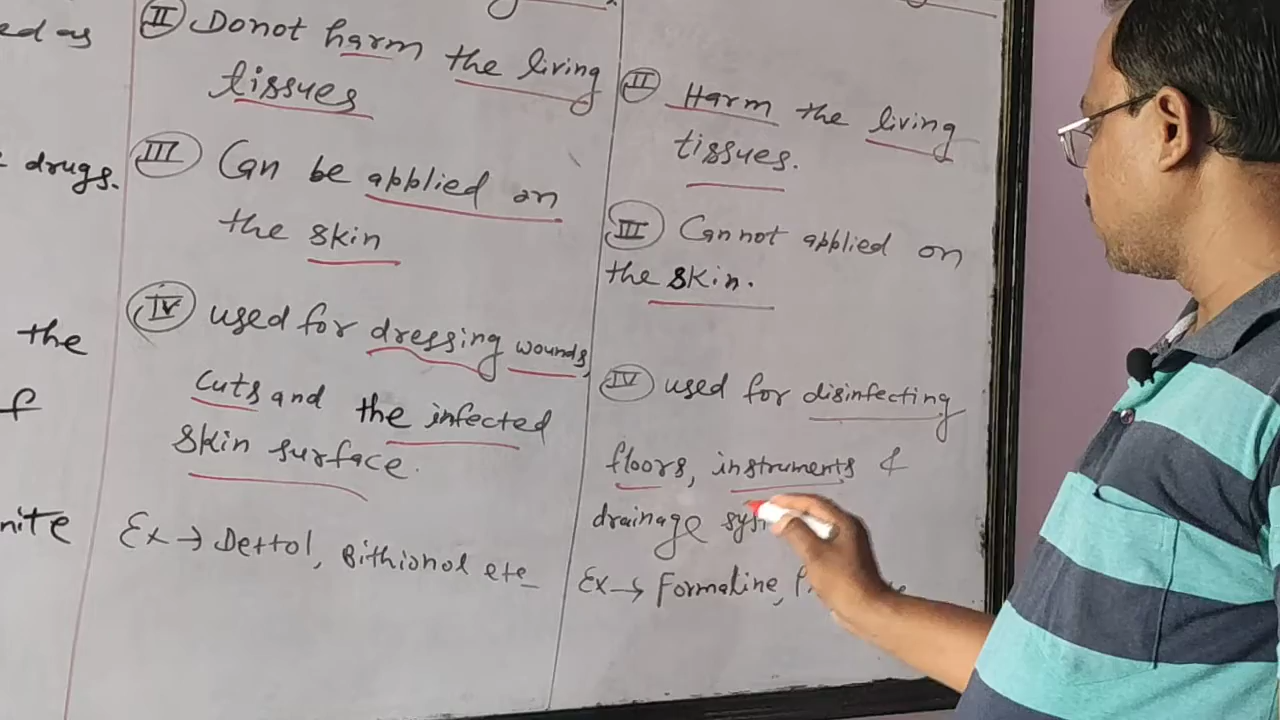 ed as
drugs.
the
f
nite
II Donot harm the living
tissues
III Can be applied on
the skin
IV used for dressing wounds,
cuts and the infected
skin surface.
Ex → Dettol, Bithional etc
II Harm the living
tissues.
III Cannot applied on
the skin.
IV used for disinfecting
floors, instruments &
drainage sys
Ex → Formaline,